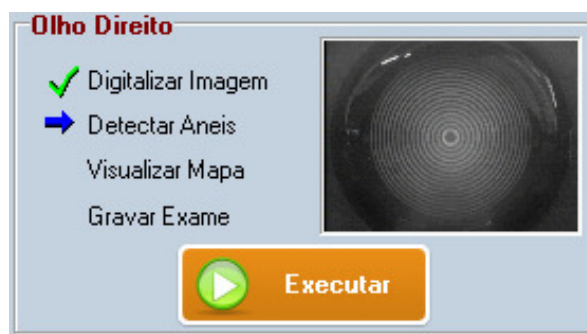 Olho Direito
Digitalizar Imagem
Detectar Aneis
Visualizar Mapa
Gravar Exame
Executar